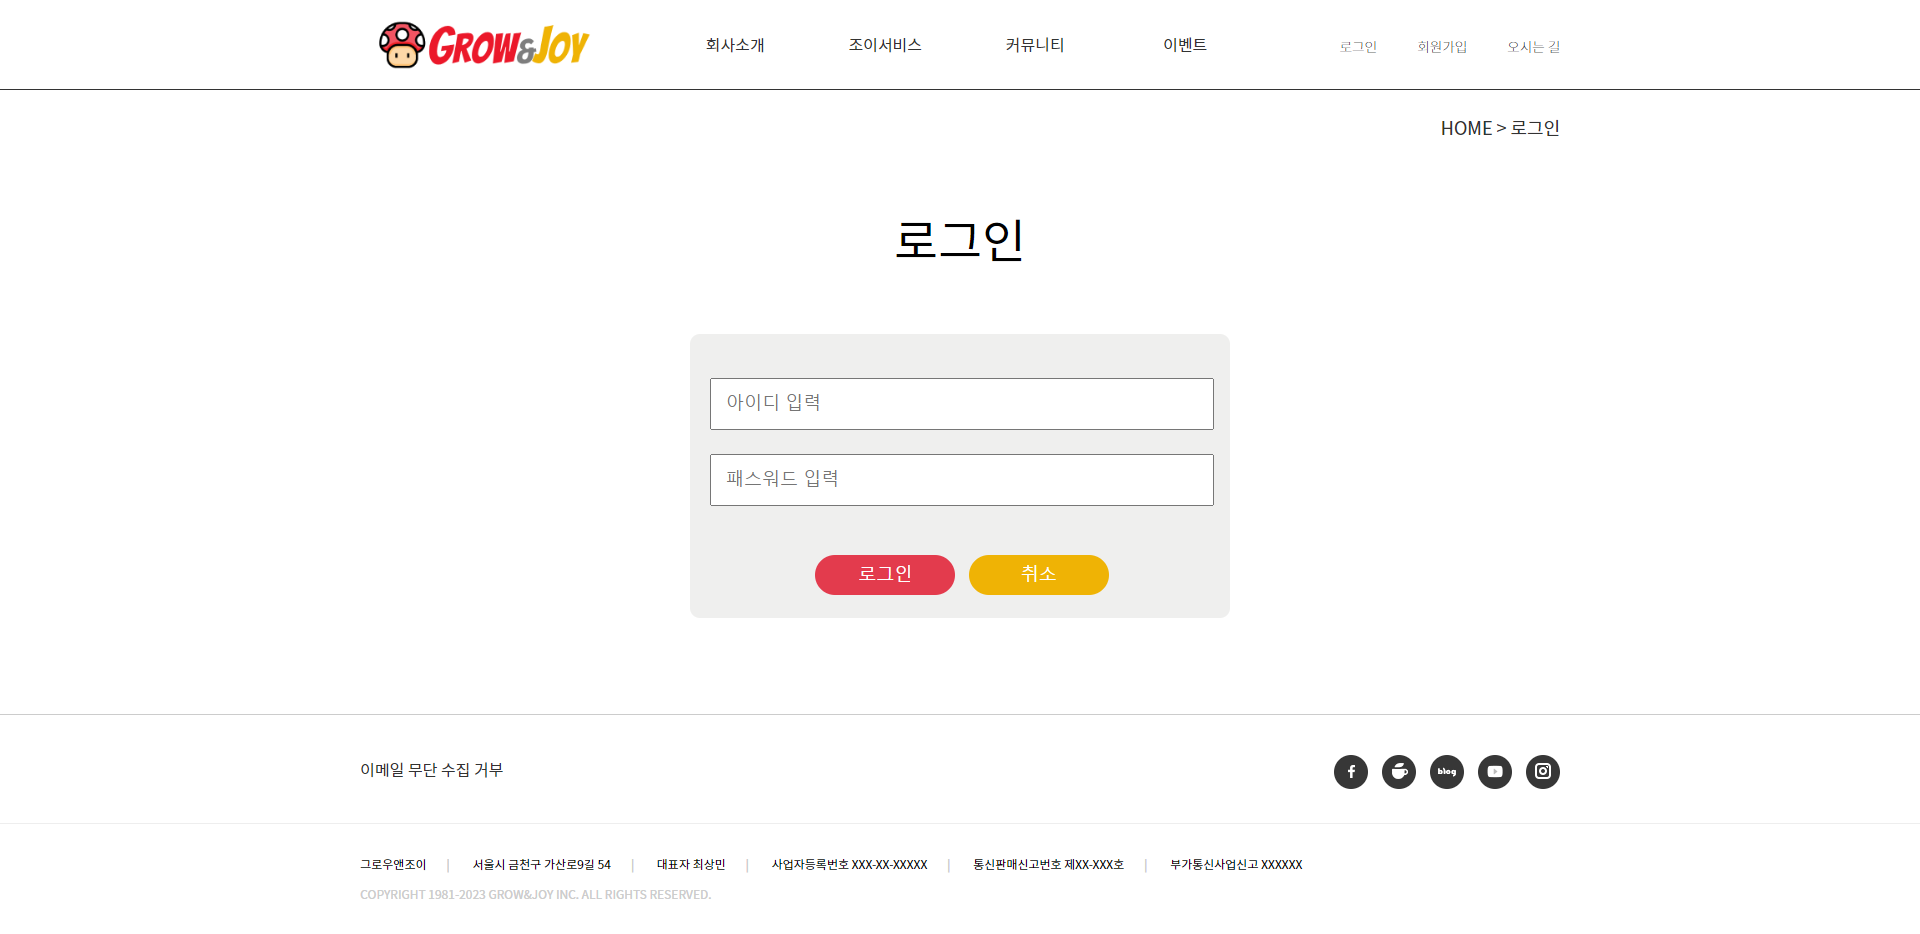 GROW&JOY
회사소개 조이서비스 커뮤니티 이벤트
로그인 회원가입 오시는 길
HOME > 로그인
로그인
아이디 입력
패스워드 입력
로그인 취소
이메일 무단 수집 거부
blog
그로우앤조이 | 서울시 금천구 가산로9길 54 | 대표자 최상민 | 사업자등록번호 XXX-XX-XXXXX | 통신판매신고번호 제XX-XXX호 | 부가통신사업신고 XXXXXX
COPYRIGHT 1981-2023 GROW&JOY INC. ALL RIGHTS RESERVED.